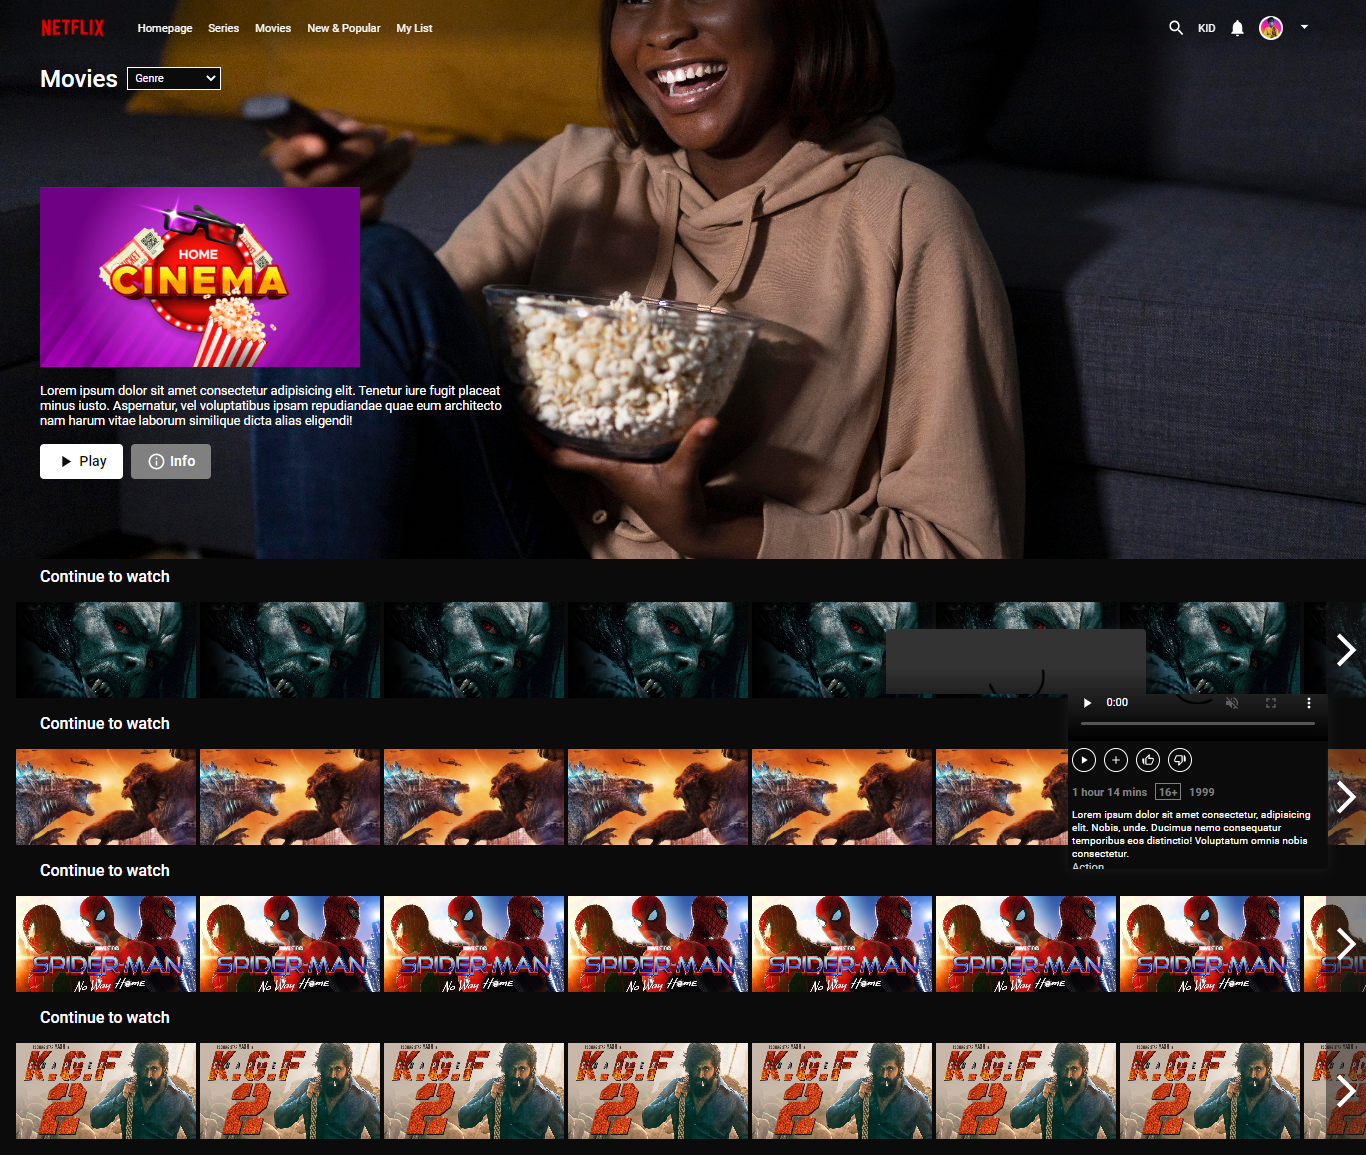 NETFLIX
Homepage Series Movies New & Popular My List
KID
Movies Genre
HOME
CINEMA
Lorem ipsum dolor sit amet consectetur adipisicing elit. Tenetur iure fugit placeat
minus iusto. Aspernatur, vel voluptatibus ipsam repudiandae quae eum architecto
nam harum vitae laborum similique dicta alias eligendi!
Play Info
Continue to watch
0:00
Continue to watch
1 hour 14 mins 16+ 1999
Lorem ipsum dolor sit amet consectetur, adipisicing
elit. Nobis, unde. Ducimus nemo consequatur
temporibus eos distinctio! Voluptatum omnis nobis
consectetur.
Action
Continue to watch
SPIDER-MAN SPIDER-MAN SPIDER-MAN SPIDER-MAN SPIDER-MAN SPIDER-MAN SPIDER-MAN
No Way Home No Way Home No Way Home No Way Home No Way Home No Way Home No Way Home
Continue to watch
K.G.F K.G.F K.G.F K.G.F K.G.F K.G.F K.G.F
2 2 2 2 2 2 2